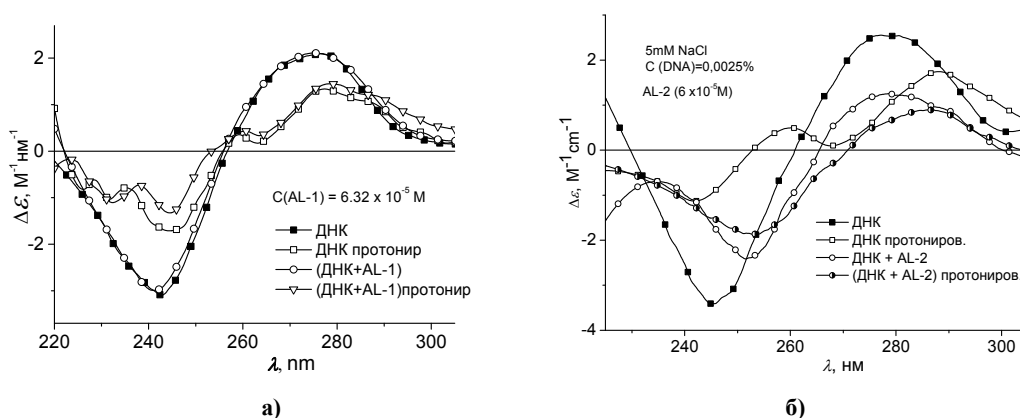 2
0
-2
220
240
260
280
300
Δε, М⁻¹нм⁻¹
C(AL-1) = 6.32 x 10⁻⁵ M
ДНК
ДНК протонир
(ДНК+AL-1)
(ДНК+AL-1)протонир
λ, nm
а)
2
0
-2
-4
240
260
280
300
Δε, M⁻¹cm⁻¹
5mM NaCl
C (DNA)=0,0025%
AL-2 (6 x10⁻⁵M)
ДНК
ДНК протониров.
ДНК + AL-2
(ДНК + AL-2) протониров.
λ, нм
б)